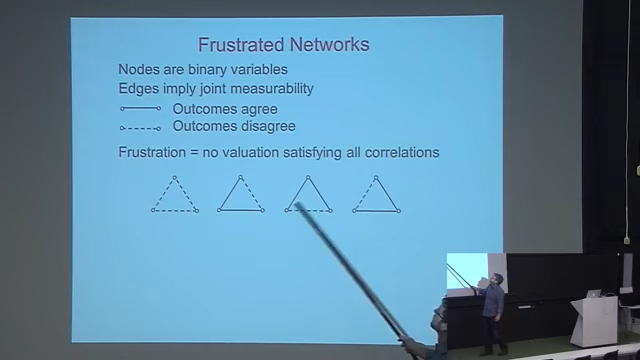 Frustrated Networks
Nodes are binary variables
Edges imply joint measurability
Outcomes agree
Outcomes disagree
Frustration = no valuation satisfying all correlations